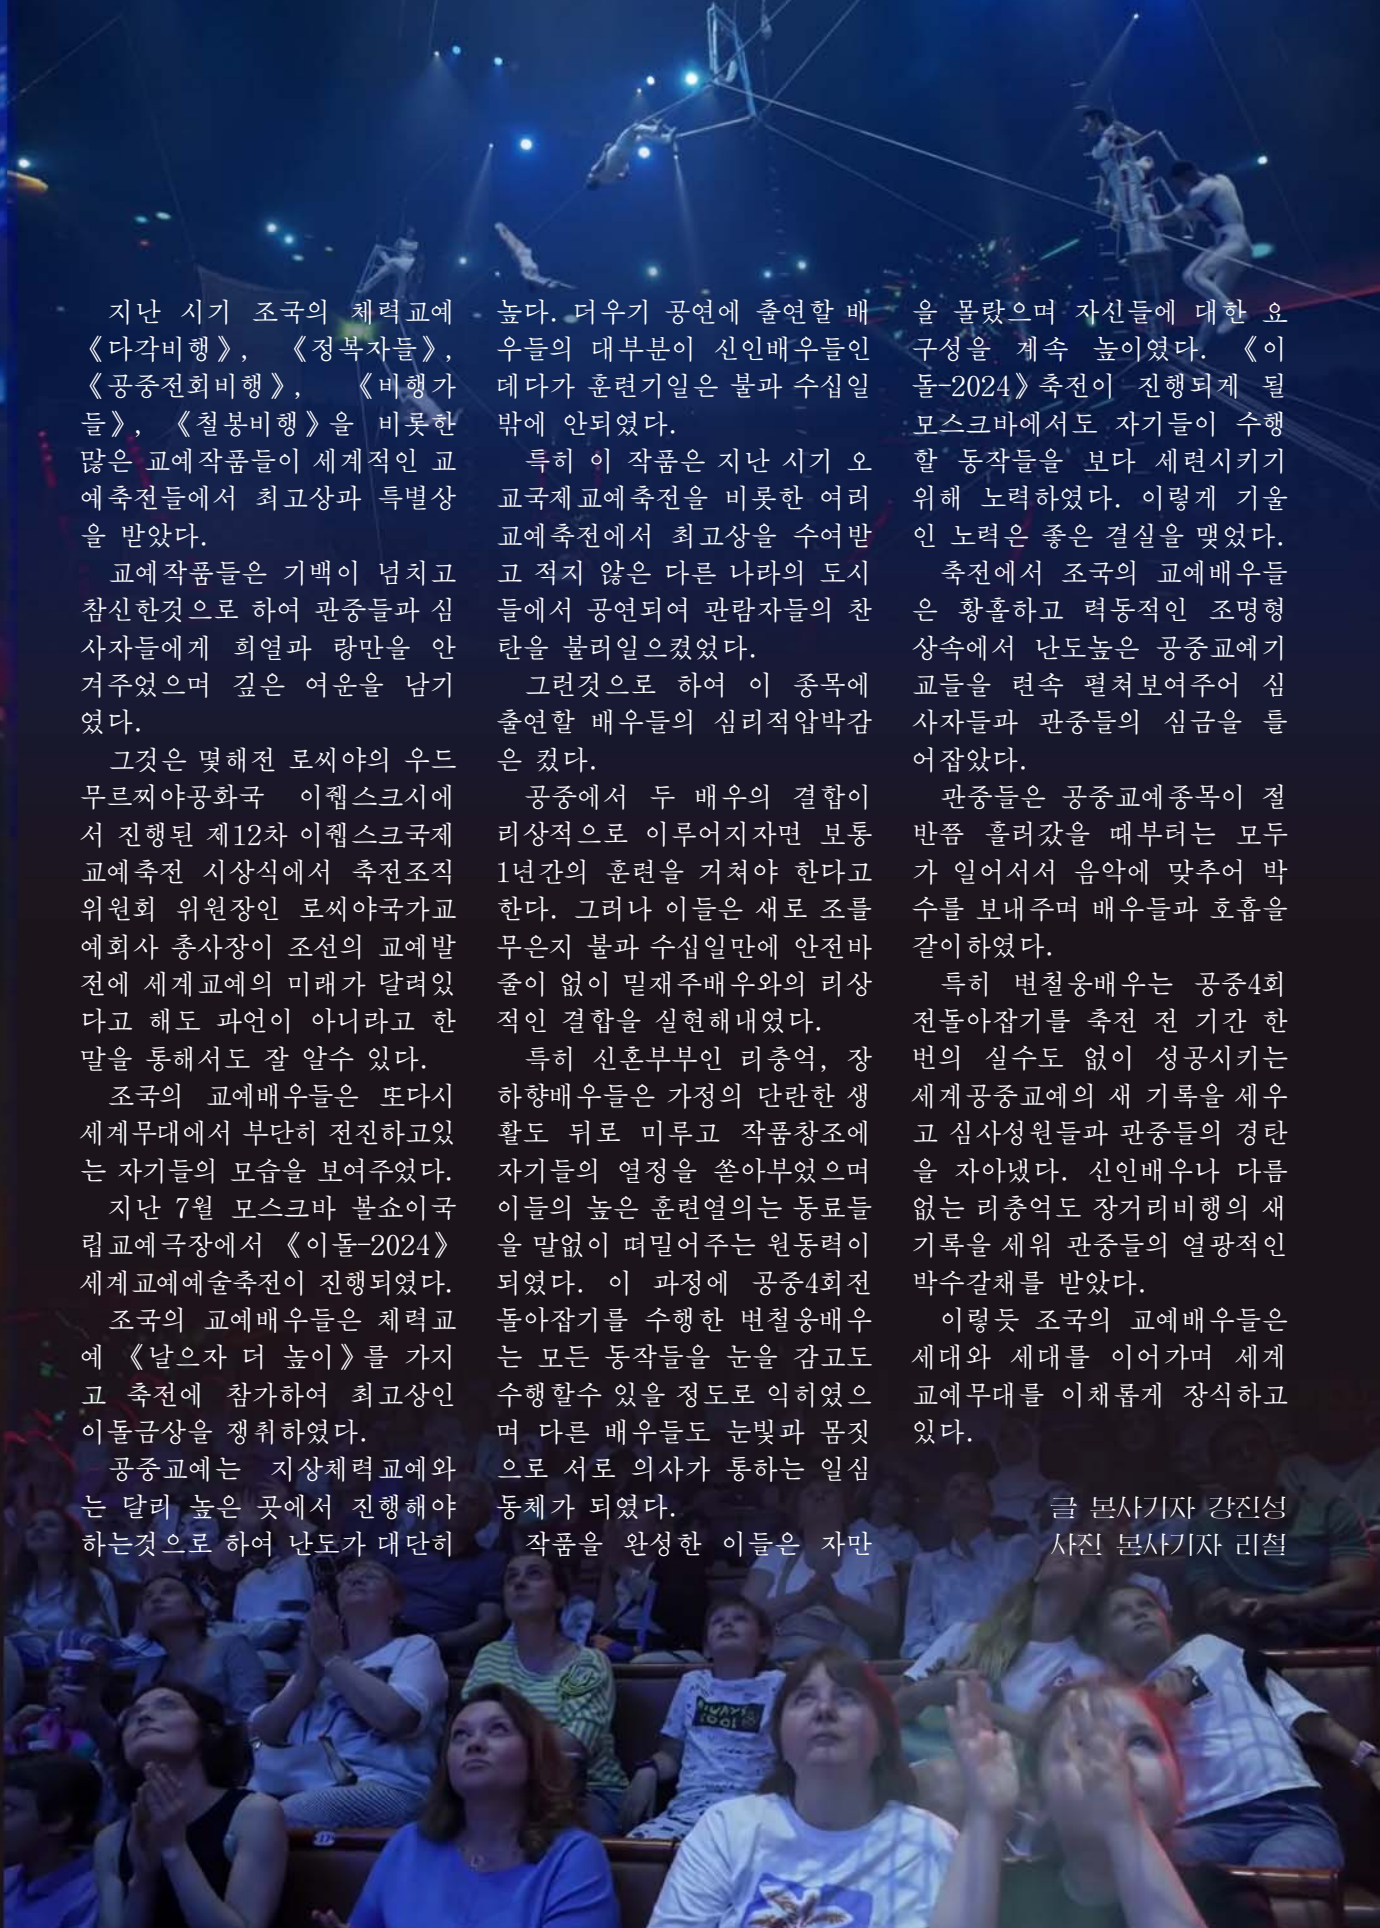 지난 시기 조국의 체력교예
《다각비행》, 《정복자들》,
《공중전회비행》, 《비행가
들》, 《철봉비행》을 비롯한
많은 교예작품들이 세계적인 교
예축전들에서 최고상과 특별상
을 받았다.
교예작품들은 기백이 넘치고
참신한것으로 하여 관중들과 심
사자들에게 희열과 랑만을 안
겨주었으며 깊은 여운을 남기
였다.
그것은 몇해전 로씨야의 우드
무르찌야공화국 이줴브스크시에
서 진행된 제12차 이줴브스크국제
교예축전 시상식에서 축전조직
위원회 위원장인 로씨야국가교
예회사 총사장이 조선의 교예발
전에 세계교예의 미래가 달려있
다고 해도 과언이 아니라고 한
말을 통해서도 잘 알수 있다.
조국의 교예배우들은 또다시
세계무대에서 부단히 전진하고있
는 자기들의 모습을 보여주었다.
지난 7월 모스크바 볼쇼이국
립교예극장에서 《이돌-2024》
세계교예예술축전이 진행되였다.
조국의 교예배우들은 체력교
예 《날으자 더 높이》를 가지
고 축전에 참가하여 최고상인
이돌금상을 쟁취하였다.
공중교예는 지상체력교예와
는 달리 높은 곳에서 진행해야
하는것으로 하여 난도가 대단히
높다. 더우기 공연에 출연할 배
우들의 대부분이 신인배우들인
데다가 훈련기일은 불과 수십일
밖에 안되였다.
특히 이 작품은 지난 시기 오
교국제교예축전을 비롯한 여러
교예축전에서 최고상을 수여받
고 적지 않은 다른 나라의 도시
들에서 공연되여 관람자들의 찬
탄을 불러일으켰었다.
그런것으로 하여 이 종목에
출연할 배우들의 심리적압박감
은 컸다.
공중에서 두 배우의 결합이
리상적으로 이루어지자면 보통
1년간의 훈련을 거쳐야 한다고
한다. 그러나 이들은 새로 조를
무은지 불과 수십일만에 안전바
줄이 없이 밀재주배우와의 리상
적인 결합을 실현해내였다.
특히 신혼부부인 리충억, 장
하향배우들은 가정의 단란한 생
활도 뒤로 미루고 작품창조에
자기들의 열정을 쏟아부었으며
이들의 높은 훈련열의는 동료들
을 말없이 떠밀어주는 원동력이
되였다. 이 과정에 공중4회전
돌아잡기를 수행한 변철웅배우
는 모든 동작들을 눈을 감고도
수행할수 있을 정도로 익히였으
며 다른 배우들도 눈빛과 몸짓
으로 서로 의사가 통하는 일심
동체가 되였다.
작품을 완성한 이들은 자만
을 몰랐으며 자신들에 대한 요
구성을 계속 높이였다. 《이
돌-2024》축전이 진행되게 될
모스크바에서도 자기들이 수행
할 동작들을 보다 세련시키기
위해 노력하였다. 이렇게 기울
인 노력은 좋은 결실을 맺었다.
축전에서 조국의 교예배우들
은 황홀하고 력동적인 조명형
상속에서 난도높은 공중교예기
교들을 련속 펼쳐보여주어 심
사자들과 관중들의 심금을 틀
어잡았다.
관중들은 공중교예종목이 절
반쯤 흘러갔을 때부터는 모두
가 일어서서 음악에 맞추어 박
수를 보내주며 배우들과 호흡을
같이하였다.
특히 변철웅배우는 공중4회
전돌아잡기를 축전 전 기간 한
번의 실수도 없이 성공시키는
세계공중교예의 새 기록을 세우
고 심사성원들과 관중들의 경탄
을 자아냈다. 신인배우나 다름
없는 리충억도 장거리비행의 새
기록을 세워 관중들의 열광적인
박수갈채를 받았다.
이렇듯 조국의 교예배우들은
세대와 세대를 이어가며 세계
교예무대를 이채롭게 장식하고
있다.
글 본사기자 강진성
사진 본사기자 리철